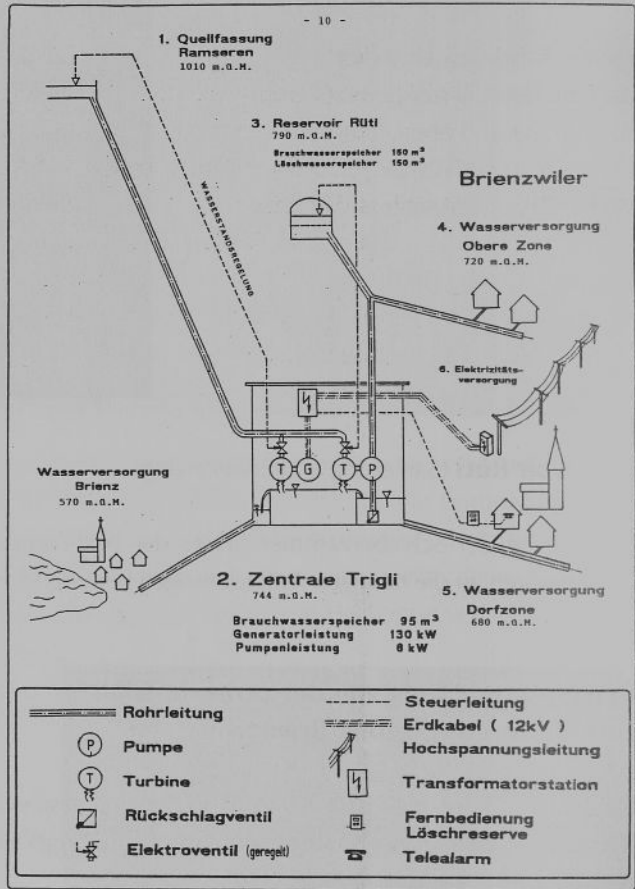 - 10 -
1. Quellfassung
Ramseren
1010 m.ü.M.
3. Reservoir Rüti
790 m.ü.M.
Brauchwasserspeicher 150 m³
Löschwasserspeicher 150 m³
Brienzwiler
4. Wasserversorgung
Obere Zone
720 m.ü.M.
WASSERSTANDSREGELUNG
6. Elektrizitäts-
versorgung
T G T P
Wasserversorgung
Brienz
570 m.ü.M.
2. Zentrale Trigli
744 m.ü.M.
Brauchwasserspeicher 95 m³
Generatorleistung 130 kW
Pumpenleistung 6 kW
5. Wasserversorgung
Dorfzone
680 m.ü.M.
Rohrleitung
P Pumpe
T Turbine
Rückschlagventil
Elektroventil (geregelt)
Steuerleitung
Erdkabel ( 12kV )
Hochspannungsleitung
Transformatorstation
Fernbedienung
Löschreserve
Telealarm